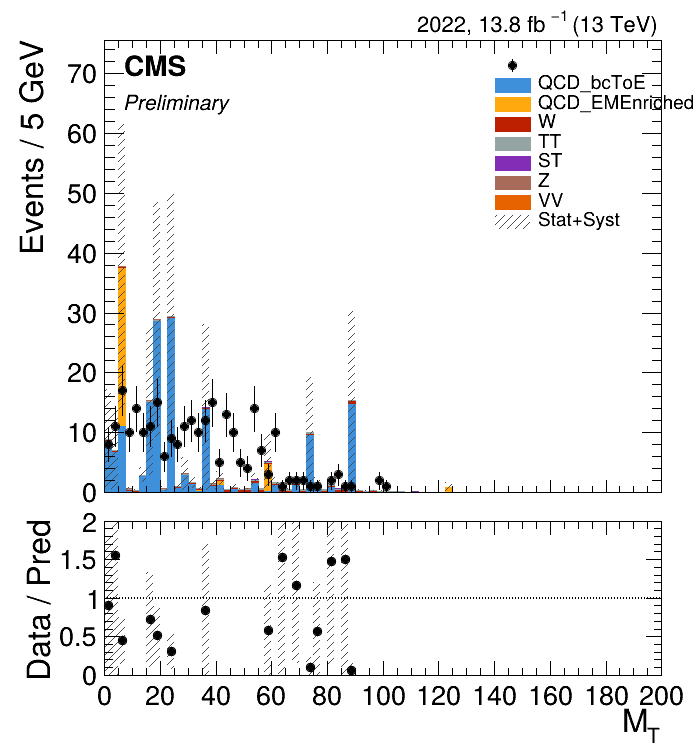 2022, 13.8 fb⁻¹ (13 TeV)
CMS
Preliminary
Events / 5 GeV
70
60
50
40
30
20
10
0
QCD_bcToE
QCD_EMEnriched
W
TT
ST
Z
VV
Stat+Syst
Data / Pred
2
1.5
1
0.5
0
0 20 40 60 80 100 120 140 160 180 200
M_T